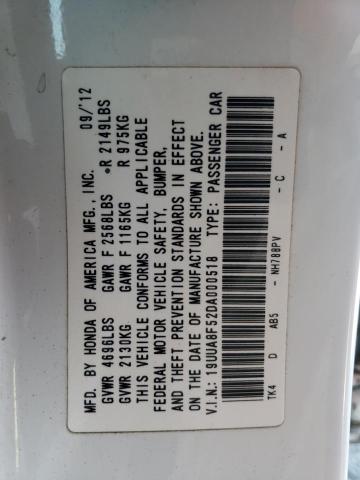 MFD. BY HONDA OF AMERICA MFG., INC. 09/'12
GVWR 4696LBS GAWR F 2568LBS *R 2149LBS
GVWR 2130KG GAWR F 1165KG R 975KG
THIS VEHICLE CONFORMS TO ALL APPLICABLE
FEDERAL MOTOR VEHICLE SAFETY, BUMPER,
AND THEFT PREVENTION STANDARDS IN EFFECT
ON THE DATE OF MANUFACTURE SHOWN ABOVE.
V.I.N.: 19UUA8F52DA000518 TYPE: PASSENGER CAR
TK4 D AB5 - NH788PV - C - A